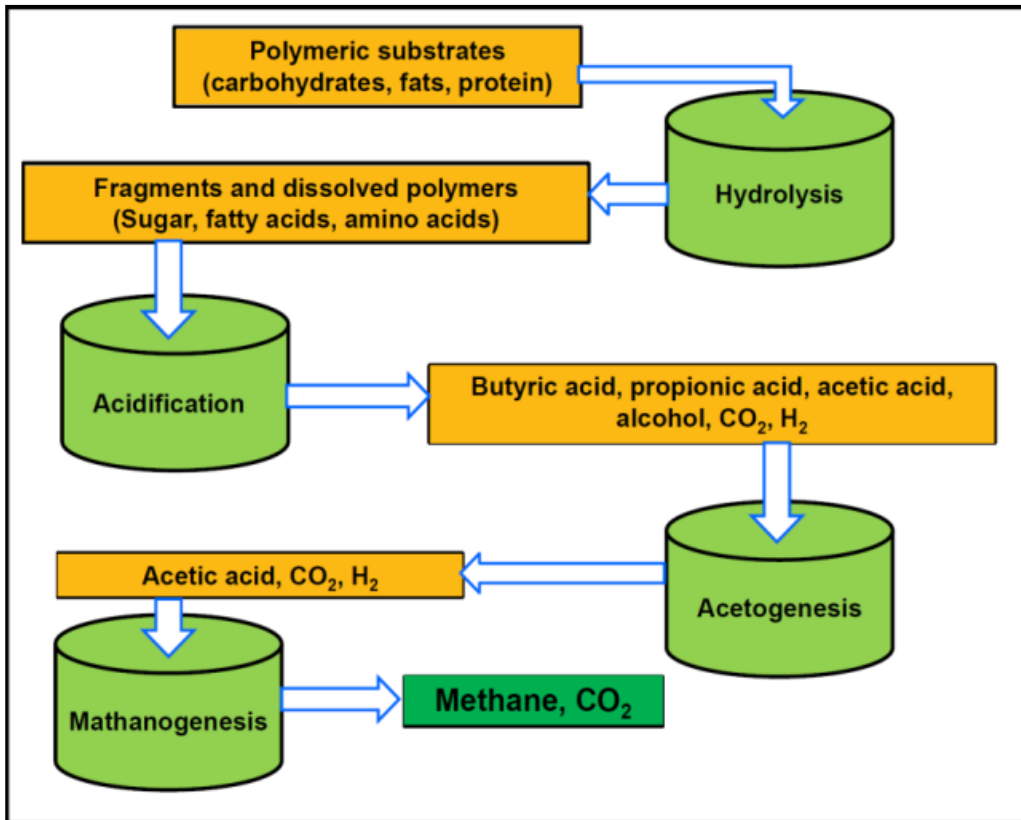 Polymeric substrates
(carbohydrates, fats, protein)
Hydrolysis
Fragments and dissolved polymers
(Sugar, fatty acids, amino acids)
Acidification
Butyric acid, propionic acid, acetic acid,
alcohol, CO₂, H₂
Acetogenesis
Acetic acid, CO₂, H₂
Mathanogenesis
Methane, CO₂